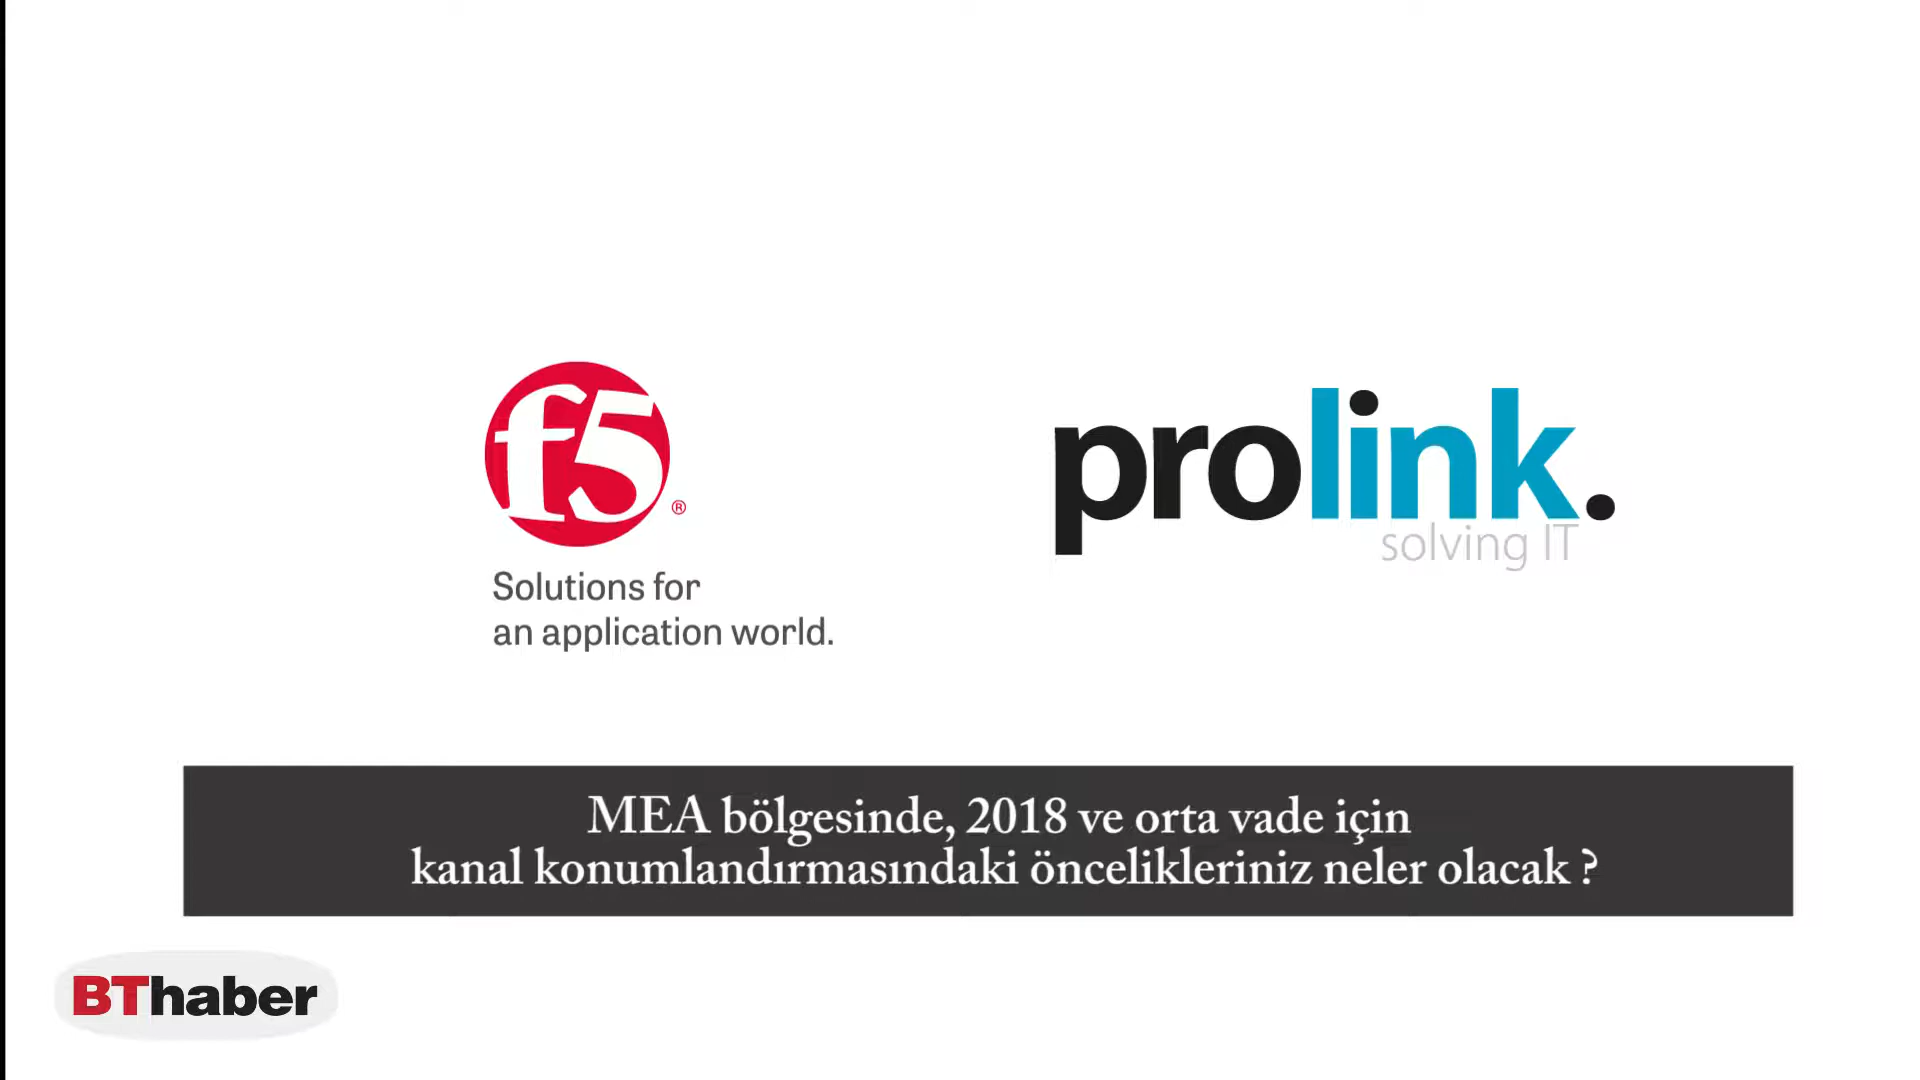 f5®
Solutions for
an application world.
prolink.
solving IT
MEA bölgesinde, 2018 ve orta vade için
kanal konumlandırmasındaki öncelikleriniz neler olacak ?
BThaber